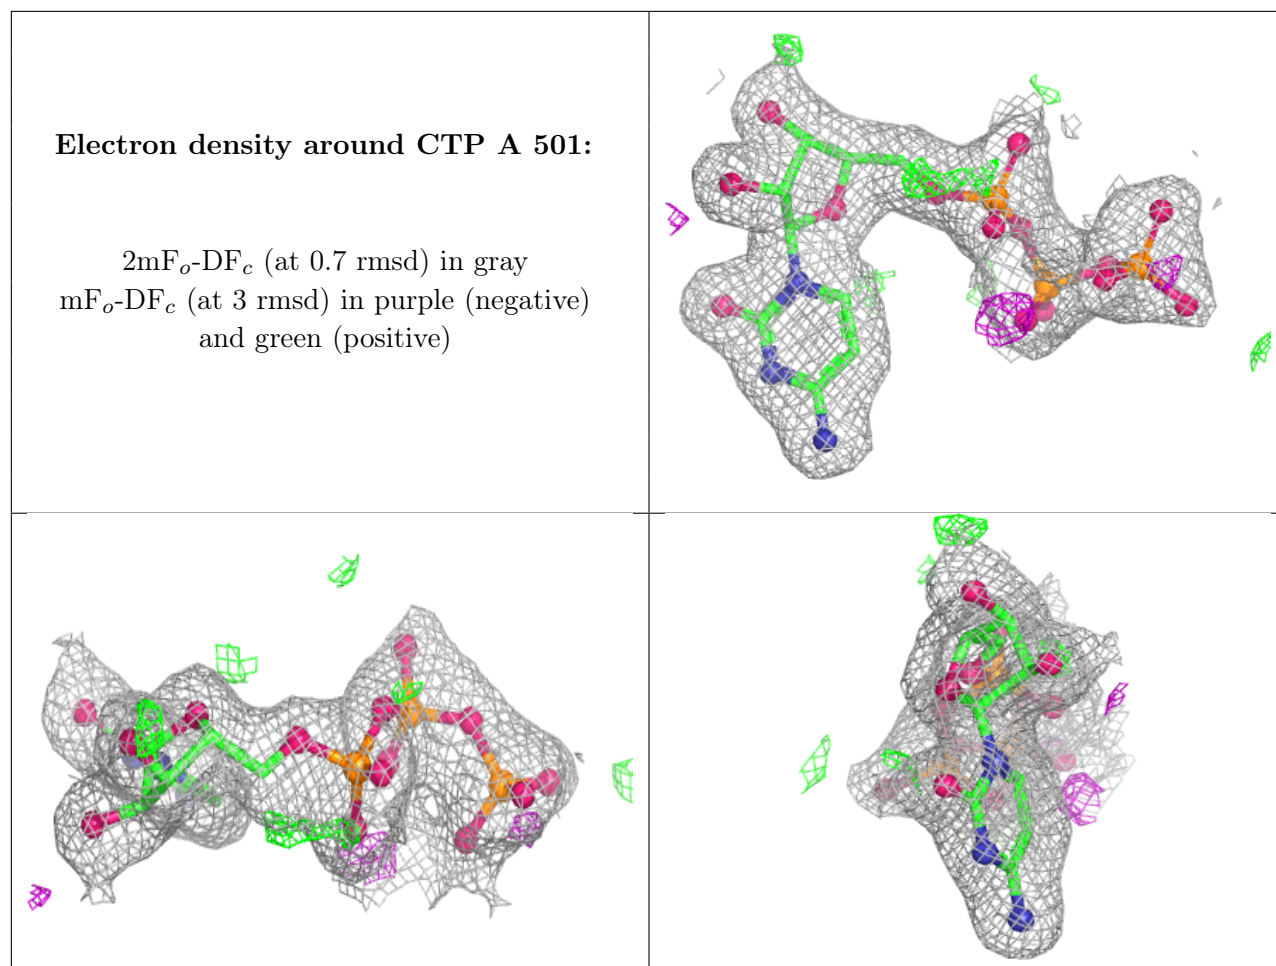 Electron density around CTP A 501:
2mFo-DFc (at 0.7 rmsd) in gray
mFo-DFc (at 3 rmsd) in purple (negative)
and green (positive)